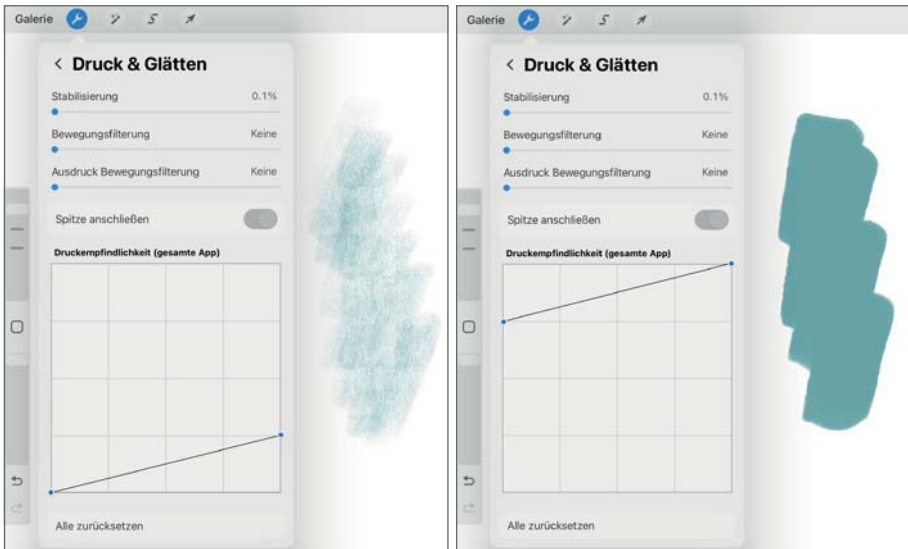 Galerie
Druck & Glätten
Stabilisierung 0.1%
Bewegungsfilterung Keine
Ausdruck Bewegungsfilterung Keine
Spitze anschließen
Druckempfindlichkeit (gesamte App)
Alle zurücksetzen
Galerie
Druck & Glätten
Stabilisierung 0.1%
Bewegungsfilterung Keine
Ausdruck Bewegungsfilterung Keine
Spitze anschließen
Druckempfindlichkeit (gesamte App)
Alle zurücksetzen